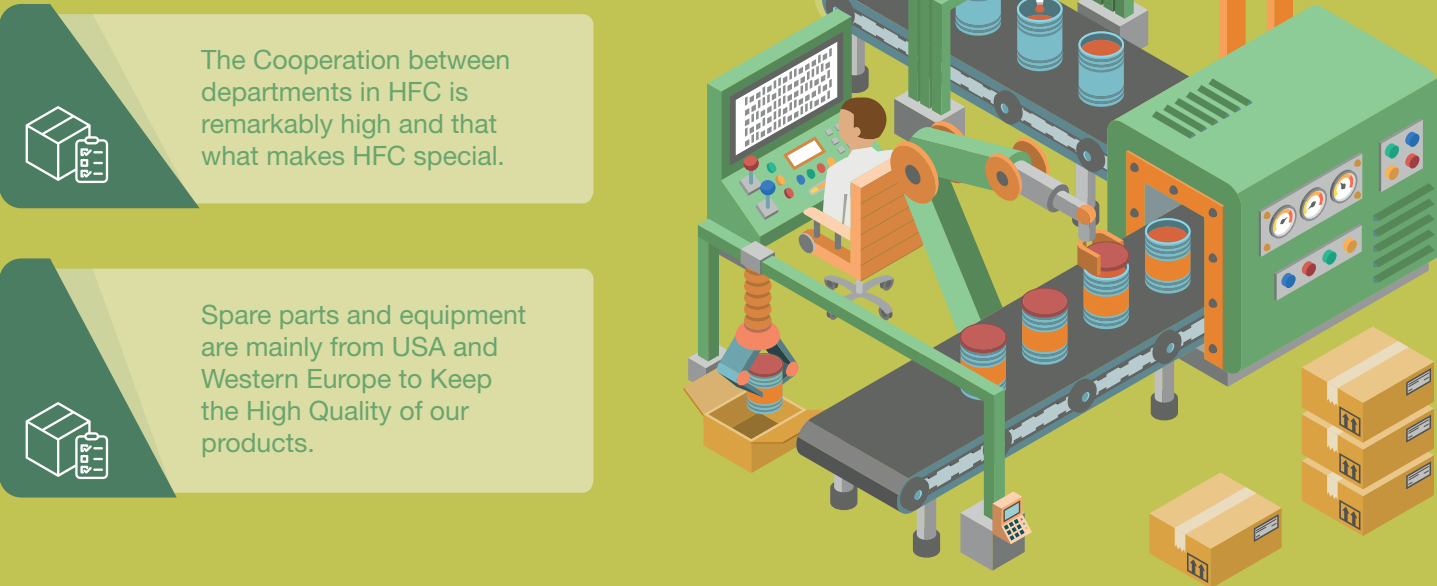 The Cooperation between
departments in HFC is
remarkably high and that
what makes HFC special.
Spare parts and equipment
are mainly from USA and
Western Europe to Keep
the High Quality of our
products.